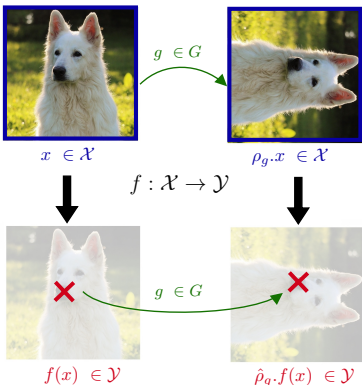 g ∈ G
x ∈ 𝒳
ρ_g.x ∈ 𝒳
f : 𝒳 → 𝒴
g ∈ G
f(x) ∈ 𝒴
ρ̂_g.f(x) ∈ 𝒴